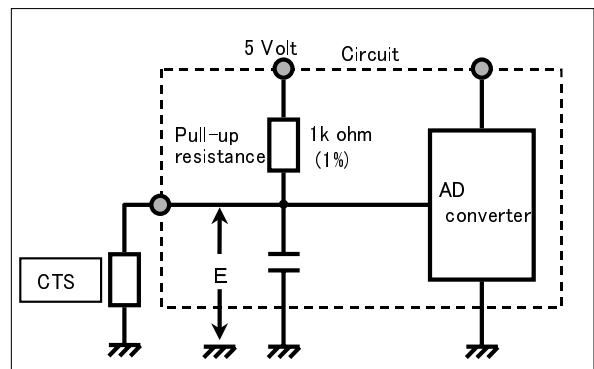 5 Volt
Circuit
Pull-up
resistance
1k ohm
(1%)
AD
converter
CTS
E